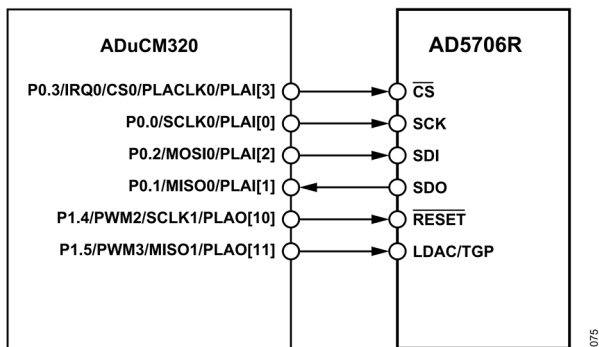 ADuCM320
AD5706R
P0.3/IRQ0/CS0/PLACLK0/PLAI[3]
CS
P0.0/SCLK0/PLAI[0]
SCK
P0.2/MOSI0/PLAI[2]
SDI
P0.1/MISO0/PLAI[1]
SDO
P1.4/PWM2/SCLK1/PLAO[10]
RESET
P1.5/PWM3/MISO1/PLAO[11]
LDAC/TGP
075